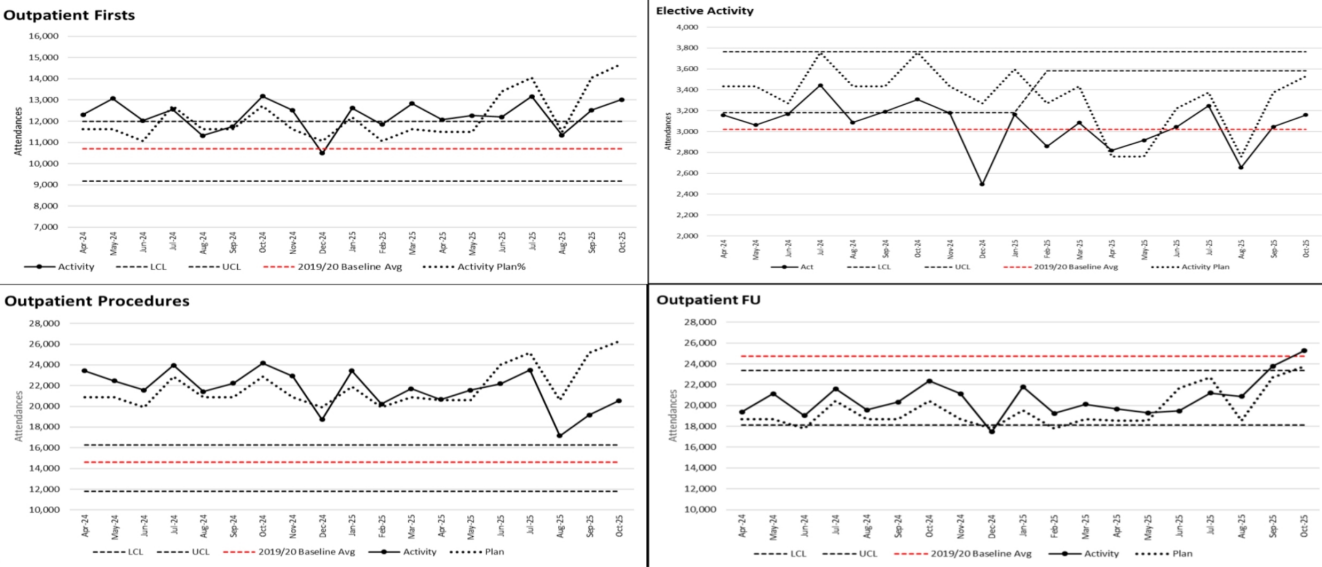 Outpatient Firsts
16,000
15,000
14,000
13,000
12,000
11,000
10,000
9,000
8,000
7,000
Attendances
Apr-24 May-24 Jun-24 Jul-24 Aug-24 Sep-24 Oct-24 Nov-24 Dec-24 Jan-25 Feb-25 Mar-25 Apr-25 May-25 Jun-25 Jul-25 Aug-25 Sep-25 Oct-25
Activity LCL UCL 2019/20 Baseline Avg Activity Plan%
Elective Activity
4,000
3,800
3,600
3,400
3,200
3,000
2,800
2,600
2,400
2,200
2,000
Attendances
Apr-24 May-24 Jun-24 Jul-24 Aug-24 Sep-24 Oct-24 Nov-24 Dec-24 Jan-25 Feb-25 Mar-25 Apr-25 May-25 Jun-25 Jul-25 Aug-25 Sep-25 Oct-25
Act LCL UCL 2019/20 Baseline Avg Activity Plan
Outpatient Procedures
28,000
26,000
24,000
22,000
20,000
18,000
16,000
14,000
12,000
10,000
Attendances
Apr-24 May-24 Jun-24 Jul-24 Aug-24 Sep-24 Oct-24 Nov-24 Dec-24 Jan-25 Feb-25 Mar-25 Apr-25 May-25 Jun-25 Jul-25 Aug-25 Sep-25 Oct-25
LCL UCL 2019/20 Baseline Avg Activity Plan
Outpatient FU
28,000
26,000
24,000
22,000
20,000
18,000
16,000
14,000
12,000
10,000
Attendances
Apr-24 May-24 Jun-24 Jul-24 Aug-24 Sep-24 Oct-24 Nov-24 Dec-24 Jan-25 Feb-25 Mar-25 Apr-25 May-25 Jun-25 Jul-25 Aug-25 Sep-25 Oct-25
LCL UCL 2019/20 Baseline Avg Activity Plan